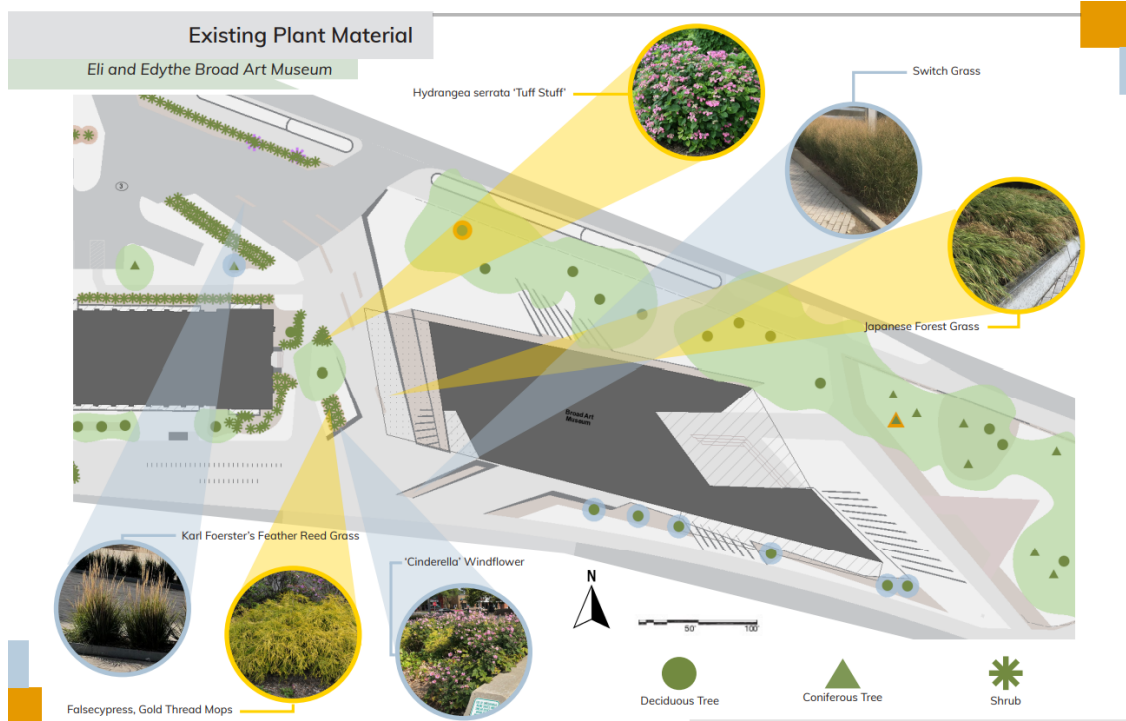 Existing Plant Material
Eli and Edythe Broad Art Museum
Hydrangea serrata 'Tuff Stuff'
Switch Grass
3
Japanese Forest Grass
Broad Art
Museum
Karl Foerster's Feather Reed Grass
'Cinderella' Windflower
N
50'
100'
Falsecypress, Gold Thread Mops
Deciduous Tree
Coniferous Tree
Shrub